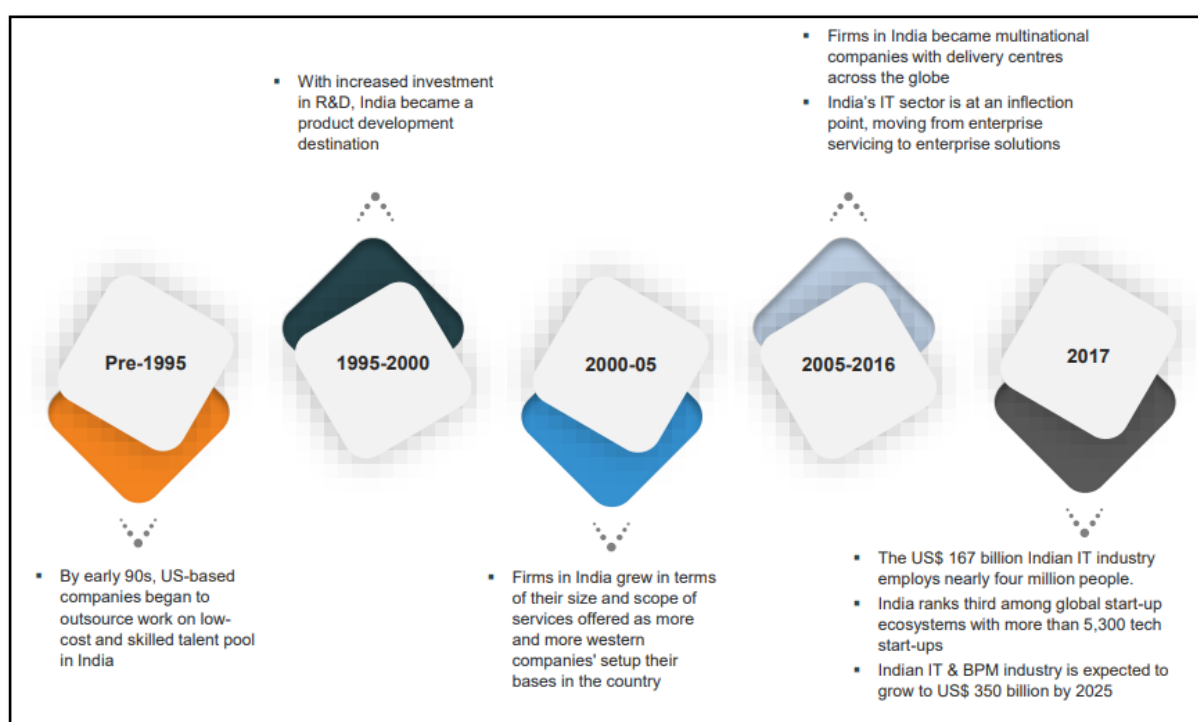 Pre-1995
▪ By early 90s, US-based
companies began to
outsource work on low-
cost and skilled talent pool
in India
▪ With increased investment
in R&D, India became a
product development
destination
1995-2000
2000-05
▪ Firms in India grew in terms
of their size and scope of
services offered as more
and more western
companies' setup their
bases in the country
▪ Firms in India became multinational
companies with delivery centres
across the globe
▪ India's IT sector is at an inflection
point, moving from enterprise
servicing to enterprise solutions
2005-2016
2017
▪ The US$ 167 billion Indian IT industry
employs nearly four million people.
▪ India ranks third among global start-up
ecosystems with more than 5,300 tech
start-ups
▪ Indian IT & BPM industry is expected to
grow to US$ 350 billion by 2025